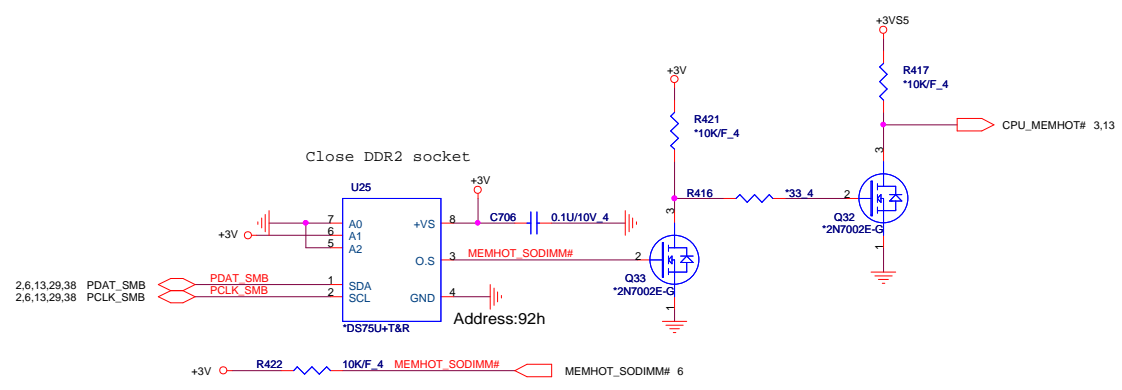 +3VS5
R417
*10K/F_4
+3V
R421
*10K/F_4
CPU_MEMHOT# 3,13
3
Close DDR2 socket
U25
+3V
R416
*33_4
2
Q32
*2N7002E-G
1
7 A0
6 A1
5 A2
+3V
+VS 8
C706
0.1U/10V_4
3
O.S 3
MEMHOT_SODIMM#
2
Q33
*2N7002E-G
1
2,6,13,29,38 PDAT_SMB
PDAT_SMB
1 SDA
2,6,13,29,38 PCLK_SMB
PCLK_SMB
2 SCL
GND 4
Address:92h
*DS75U+T&R
+3V
R422
10K/F_4
MEMHOT_SODIMM#
MEMHOT_SODIMM# 6